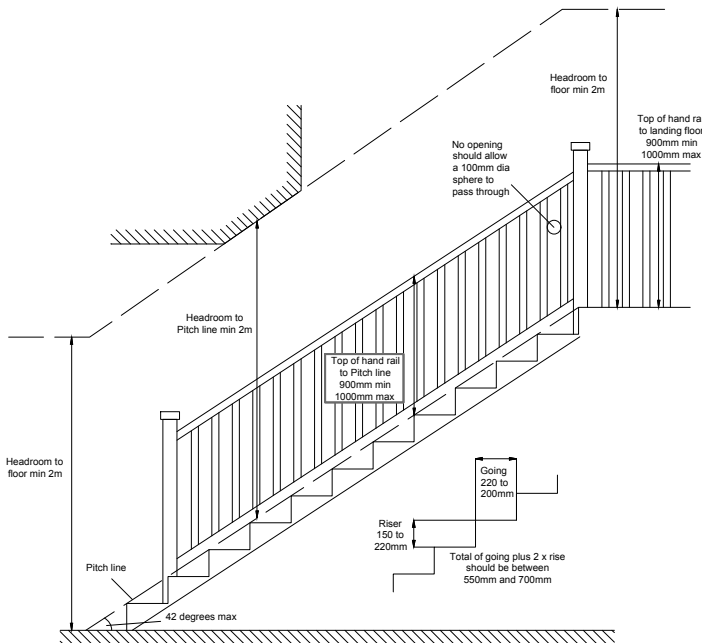 Headroom to
floor min 2m
Top of hand rai
to landing floor
900mm min
1000mm max
No opening
should allow
a 100mm dia
sphere to
pass through
Headroom to
Pitch line min 2m
Top of hand rail
to Pitch line
900mm min
1000mm max
Headroom to
floor min 2m
Going
220 to
200mm
Riser
150 to
220mm
Total of going plus 2 x rise
should be between
550mm and 700mm
Pitch line
42 degrees max